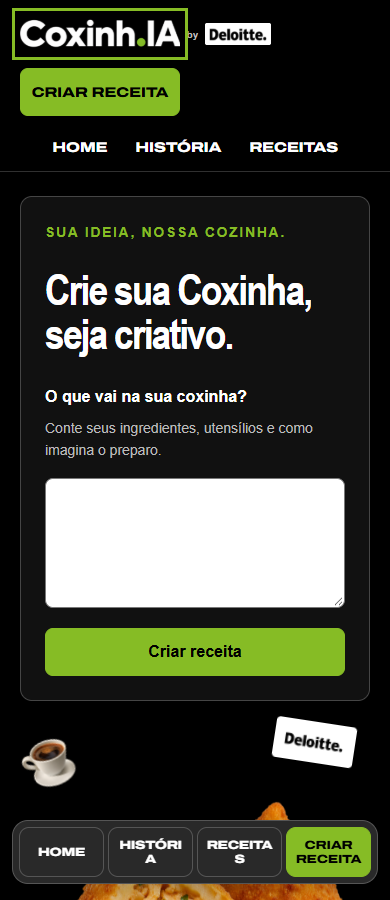 Coxinh.IA by Deloitte.
CRIAR RECEITA
HOME HISTÓRIA RECEITAS
SUA IDEIA, NOSSA COZINHA.
Crie sua Coxinha,
seja criativo.
O que vai na sua coxinha?
Conte seus ingredientes, utensílios e como
imagina o preparo.
Criar receita
Deloitte.
HOME
HISTÓRI
A
RECEITA
S
CRIAR
RECEITA